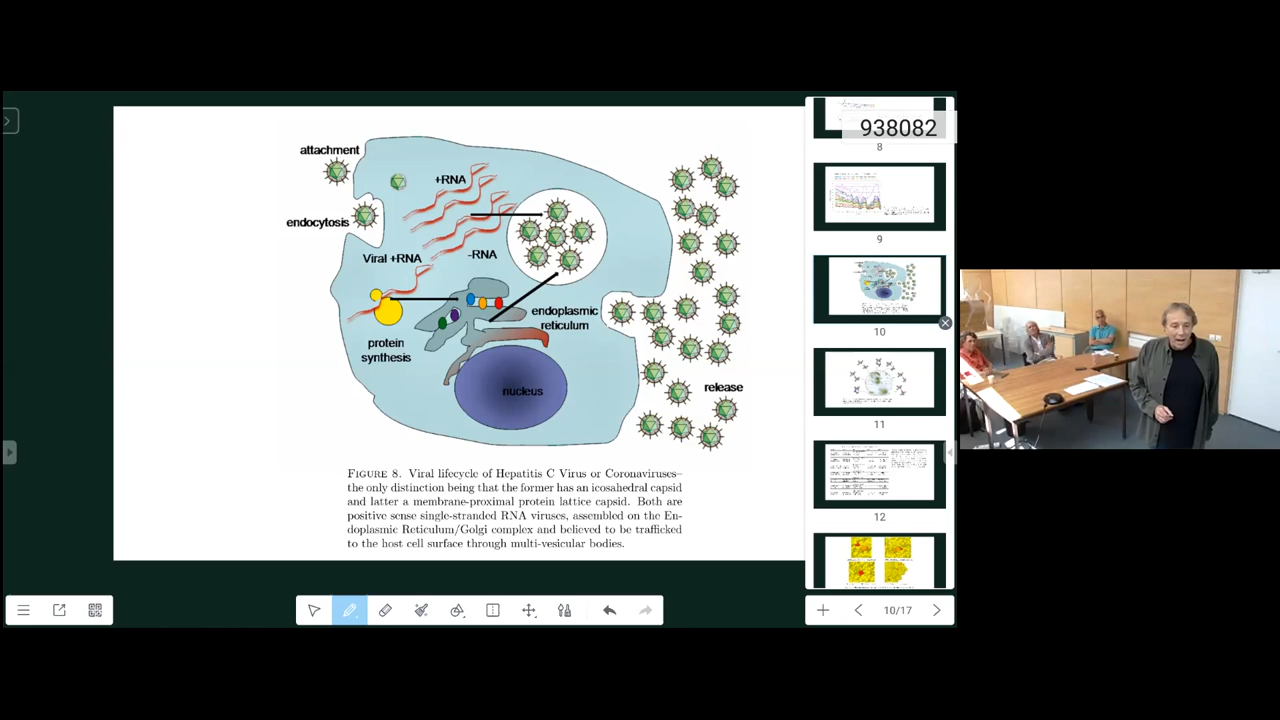 attachment
+RNA
endocytosis
Viral +RNA
-RNA
endoplasmic
reticulum
protein
synthesis
nucleus
release
FIGURE 8. Viral lifecycle of Hepatitis C Virus or Coronaviruses–
the only distinction being that the former has an icosahedral capsid
and latter a membrane-proximal protein lattice capsid. Both are
positive sense single-stranded RNA viruses, assembled on the En-
doplasmic Reticulum/Golgi complex and believed to be trafficked
to the host cell surface through multi-vesicular bodies.
938082
8
9
10
11
12
10/17